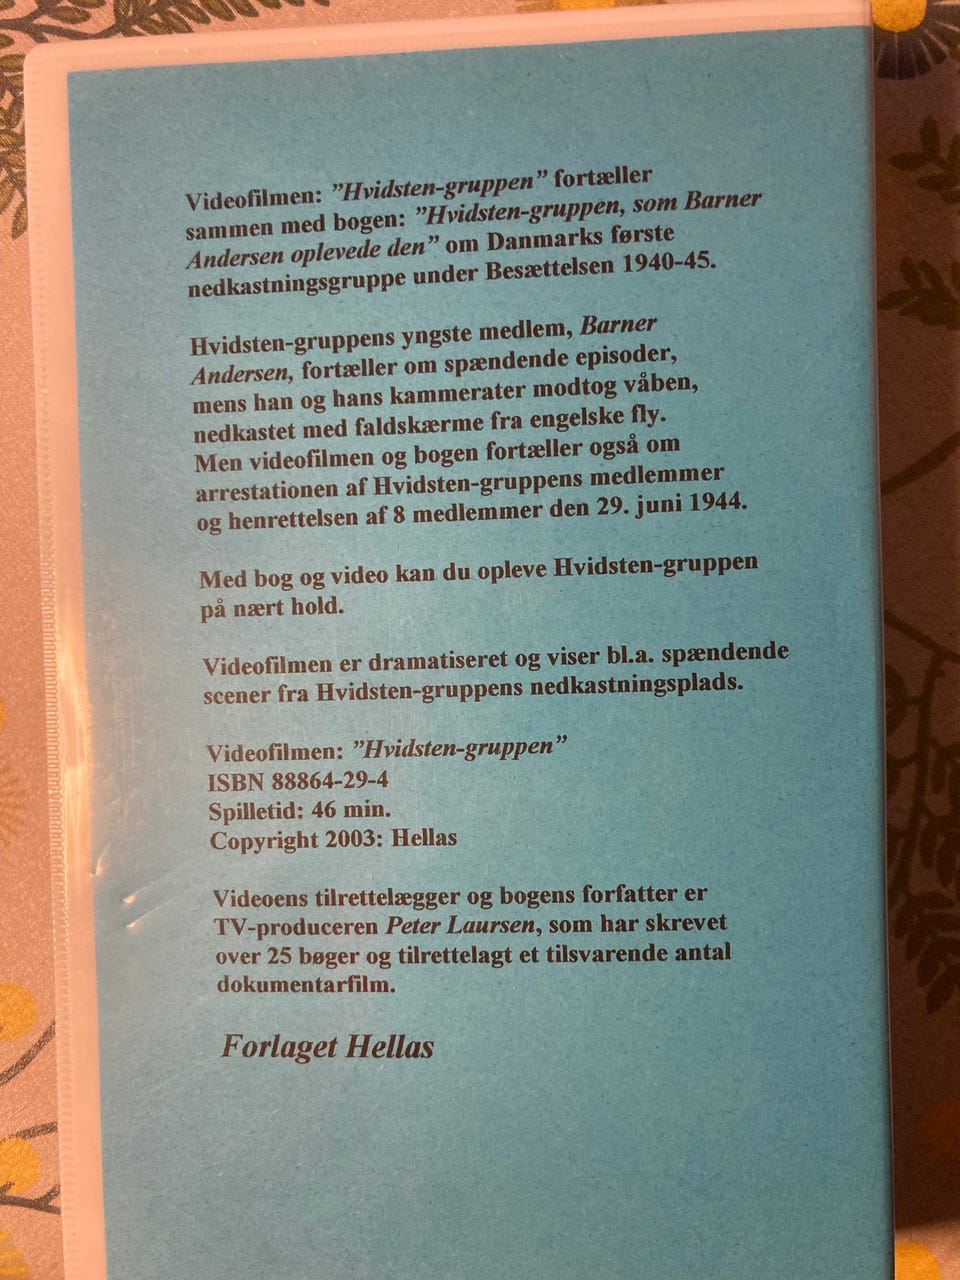 Videofilmen: ”Hvidsten-gruppen” fortæller
sammen med bogen: ”Hvidsten-gruppen, som Barner
Andersen oplevede den” om Danmarks første
nedkastningsgruppe under Besættelsen 1940-45.
Hvidsten-gruppens yngste medlem, Barner
Andersen, fortæller om spændende episoder,
mens han og hans kammerater modtog våben,
nedkastet med faldskærme fra engelske fly.
Men videofilmen og bogen fortæller også om
arrestationen af Hvidsten-gruppens medlemmer
og henrettelsen af 8 medlemmer den 29. juni 1944.
Med bog og video kan du opleve Hvidsten-gruppen
på nært hold.
Videofilmen er dramatiseret og viser bl.a. spændende
scener fra Hvidsten-gruppens nedkastningsplads.
Videofilmen: ”Hvidsten-gruppen”
ISBN 88864-29-4
Spilletid: 46 min.
Copyright 2003: Hellas
Videoens tilrettelægger og bogens forfatter er
TV-produceren Peter Laursen, som har skrevet
over 25 bøger og tilrettelagt et tilsvarende antal
dokumentarfilm.
Forlaget Hellas